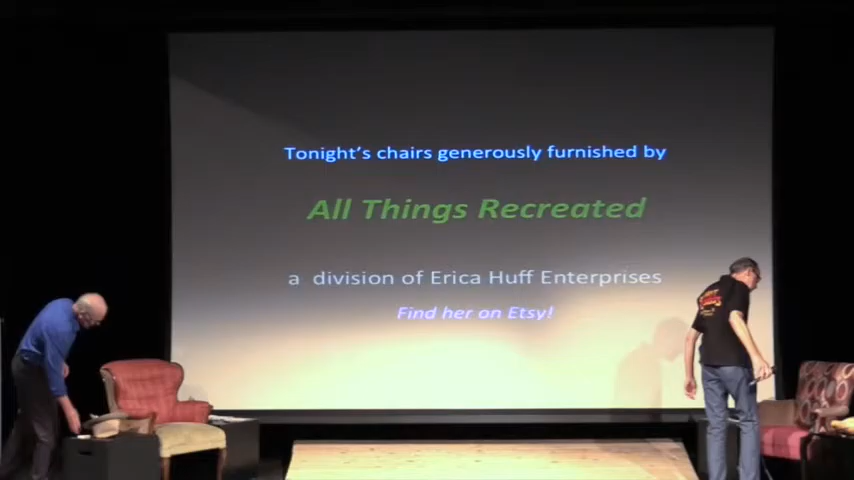 Tonight's chairs generously furnished by
All Things Recreated
a division of Erica Huff Enterprises
Find her on Etsy!